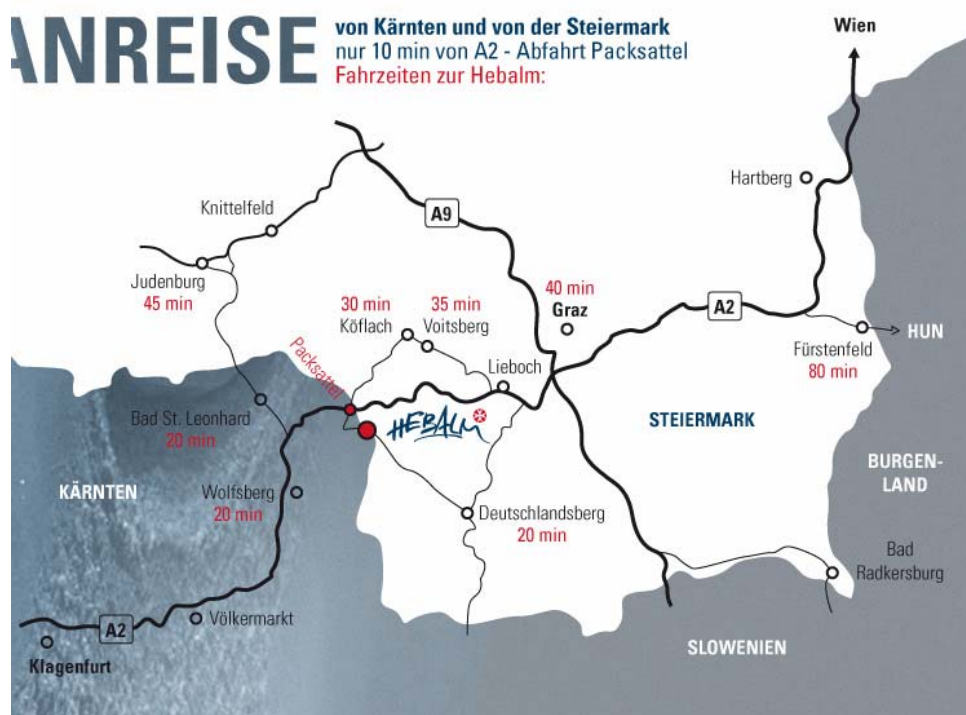 ANREISE
von Kärnten und von der Steiermark
nur 10 min von A2 - Abfahrt Packsattel
Fahrzeiten zur Hebalm:
Wien
Hartberg
A9
Knittelfeld
Judenburg
45 min
30 min
Köflach
35 min
Voitsberg
40 min
Graz
A2
HUN
Fürstenfeld
80 min
Packsattel
Lieboch
Bad St. Leonhard
20 min
HEBALM
STEIERMARK
BURGEN-
LAND
KÄRNTEN
Wolfsberg
20 min
Deutschlandsberg
20 min
Bad
Radkersburg
Völkermarkt
A2
Klagenfurt
SLOWENIEN